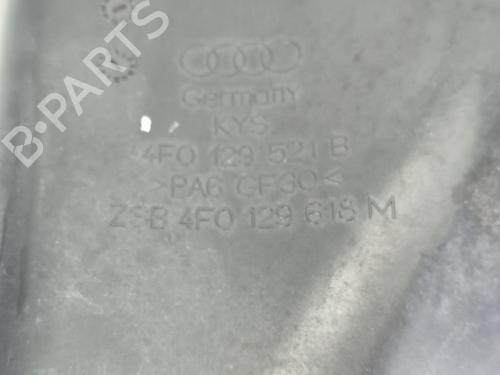 B-PARTS
Germany
KYS
4F0 129 521 B
>PA6 GF30<
ZSB 4F0 129 618 M